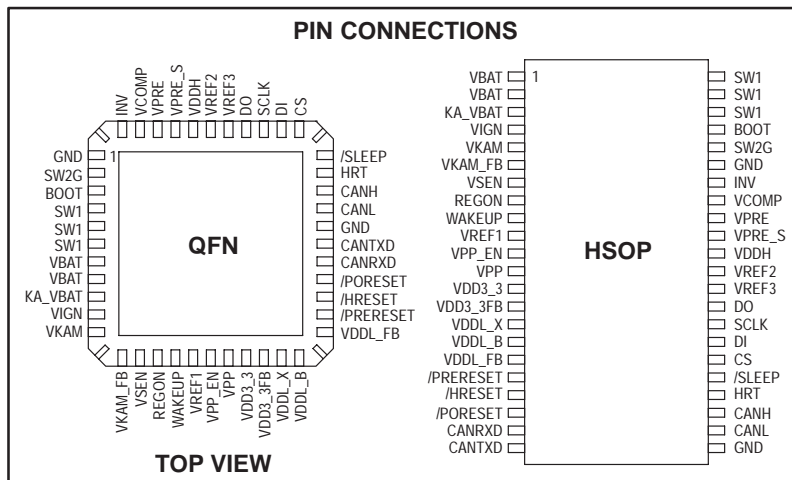 PIN CONNECTIONS
INV
VCOMP
VPRE
VPRE_S
VDDH
VREF2
VREF3
DO
SCLK
DI
CS
GND
1
SW2G
BOOT
SW1
SW1
SW1
VBAT
VBAT
KA_VBAT
VIGN
VKAM
QFN
/SLEEP
HRT
CANH
CANL
GND
CANTXD
CANRXD
/PORESET
/HRESET
/PRERESET
VDDL_FB
VKAM_FB
VSEN
REGON
WAKEUP
VREF1
VPP_EN
VPP
VDD3_3
VDD3_3FB
VDDL_X
VDDL_B
TOP VIEW
VBAT
1
VBAT
KA_VBAT
VIGN
VKAM
VKAM_FB
VSEN
REGON
WAKEUP
VREF1
VPP_EN
VPP
VDD3_3
VDD3_3FB
VDDL_X
VDDL_B
VDDL_FB
/PRERESET
/HRESET
/PORESET
CANRXD
CANTXD
HSOP
SW1
SW1
SW1
BOOT
SW2G
GND
INV
VCOMP
VPRE
VPRE_S
VDDH
VREF2
VREF3
DO
SCLK
DI
CS
/SLEEP
HRT
CANH
CANL
GND